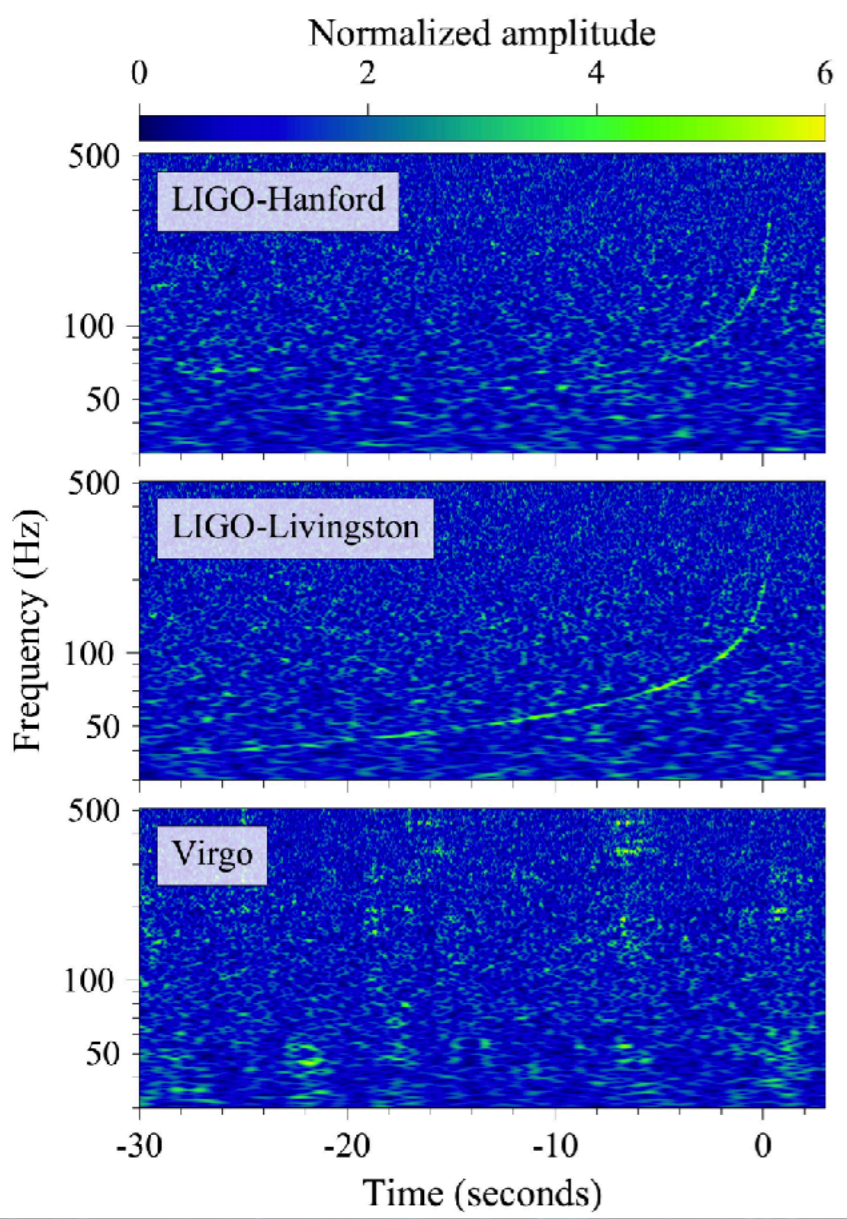 Normalized amplitude
0 2 4 6
500
LIGO-Hanford
100
50
500
LIGO-Livingston
100
50
Frequency (Hz)
500
Virgo
100
50
-30 -20 -10 0
Time (seconds)